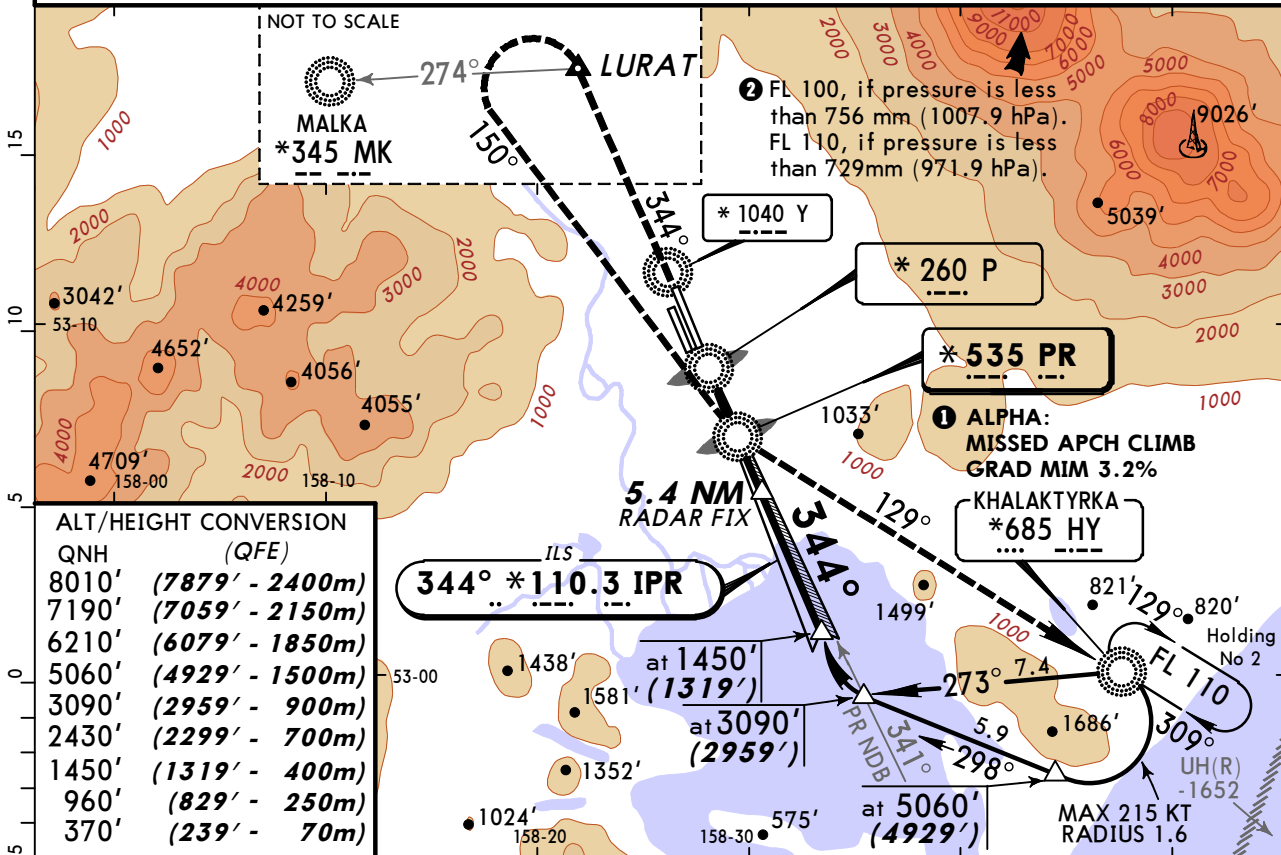 NOT TO SCALE
274°
LURAT
MALKA
*345 MK
150°
344°
❷ FL 100, if pressure is less
than 756 mm (1007.9 hPa).
FL 110, if pressure is less
than 729mm (971.9 hPa).
11000
9000
7000
6000
5000
4000
3000
2000
5000
8000
9026'
6000
7000
5039'
4000
3000
2000
1000
15
1000
2000
* 1040 Y
* 260 P
* 535 PR
3042'
53-10
10
4000
4259'
3000
2000
4652'
4056'
4055'
1000
4000
4709'
158-00
2000
158-10
5
1033'
1000
❶ ALPHA:
MISSED APCH CLIMB
GRAD MIM 3.2%
5.4 NM
RADAR FIX
344°
129°
KHALAKTYRKA
*685 HY
ILS
344° *110.3 IPR
ALT/HEIGHT CONVERSION
QNH (QFE)
8010' (7879' - 2400m)
7190' (7059' - 2150m)
6210' (6079' - 1850m)
5060' (4929' - 1500m)
3090' (2959' - 900m)
2430' (2299' - 700m)
1450' (1319' - 400m)
960' (829' - 250m)
370' (239' - 70m)
1499'
1000
821'
129°
820'
Holding
No 2
FL 110
309°
0
53-00
1438'
1581'
1352'
1024'
158-20
at 1450'
(1319')
at 3090'
(2959')
273°
7.4
1686'
5.9
298°
341°
PR NDB
at 5060'
(4929')
UH(R)
-1652
MAX 215 KT
RADIUS 1.6
158-30
575'
5